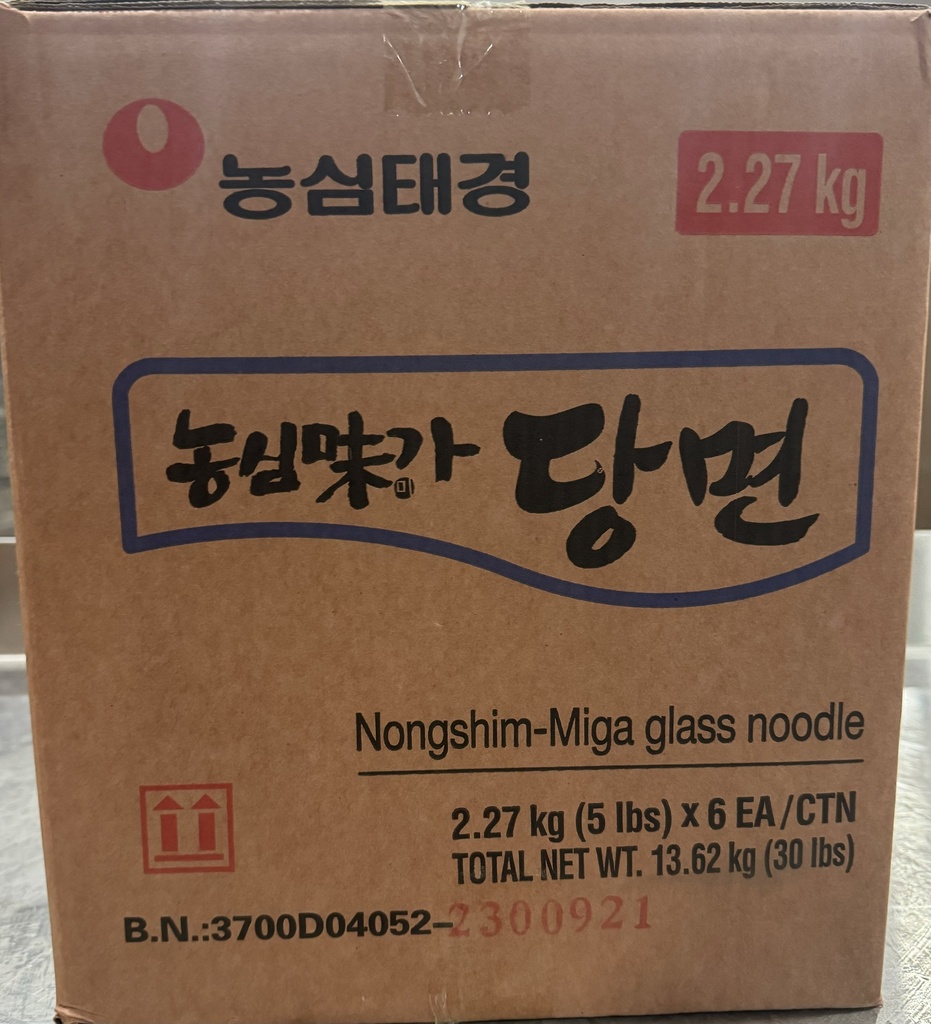 농심태경
2.27 kg
농심味가 당면
미
Nongshim-Miga glass noodle
2.27 kg (5 lbs) x 6 EA/CTN
TOTAL NET WT. 13.62 kg (30 lbs)
B.N.:3700D04052-2300921